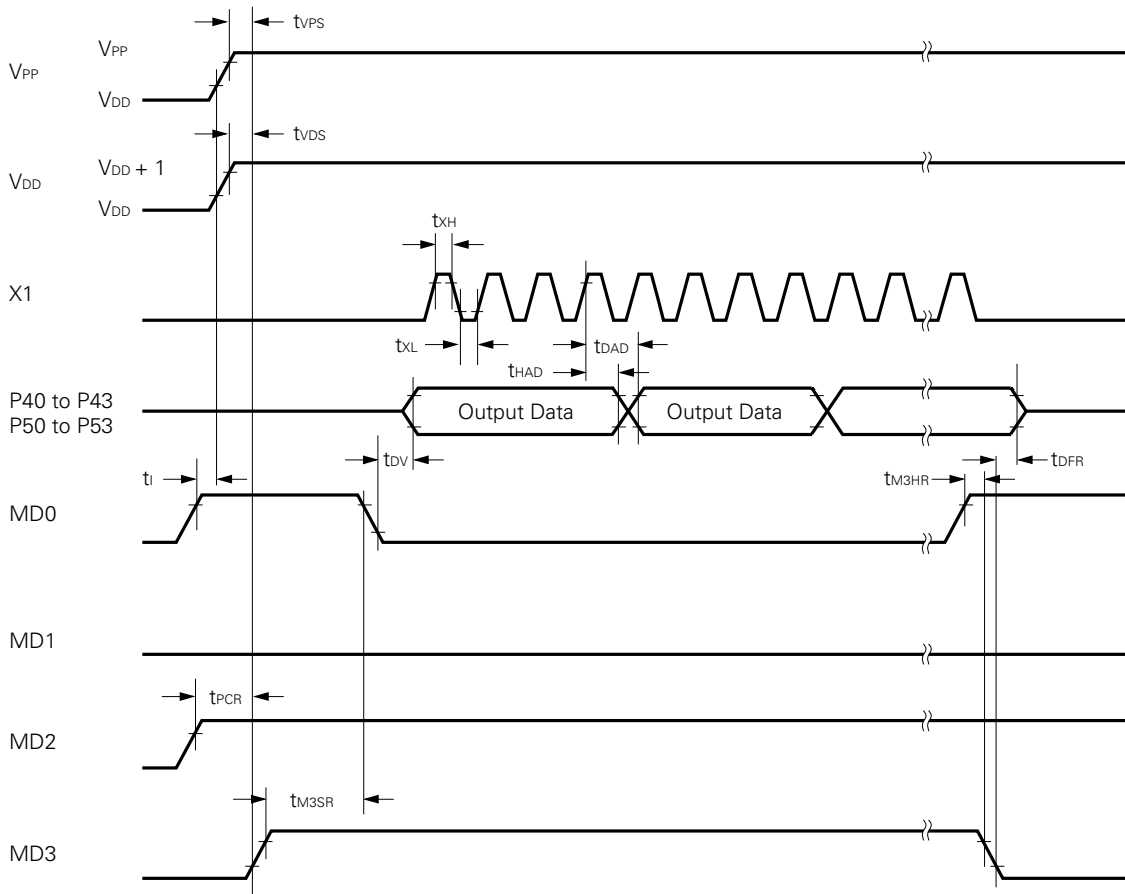 tVPS
VPP
VPP
VDD
tVDS
VDD + 1
VDD
VDD
tXH
X1
tXL
tDAD
tHAD
P40 to P43
P50 to P53
Output Data
Output Data
tDV
tDFR
tI
tM3HR
MD0
MD1
tPCR
MD2
tM3SR
MD3